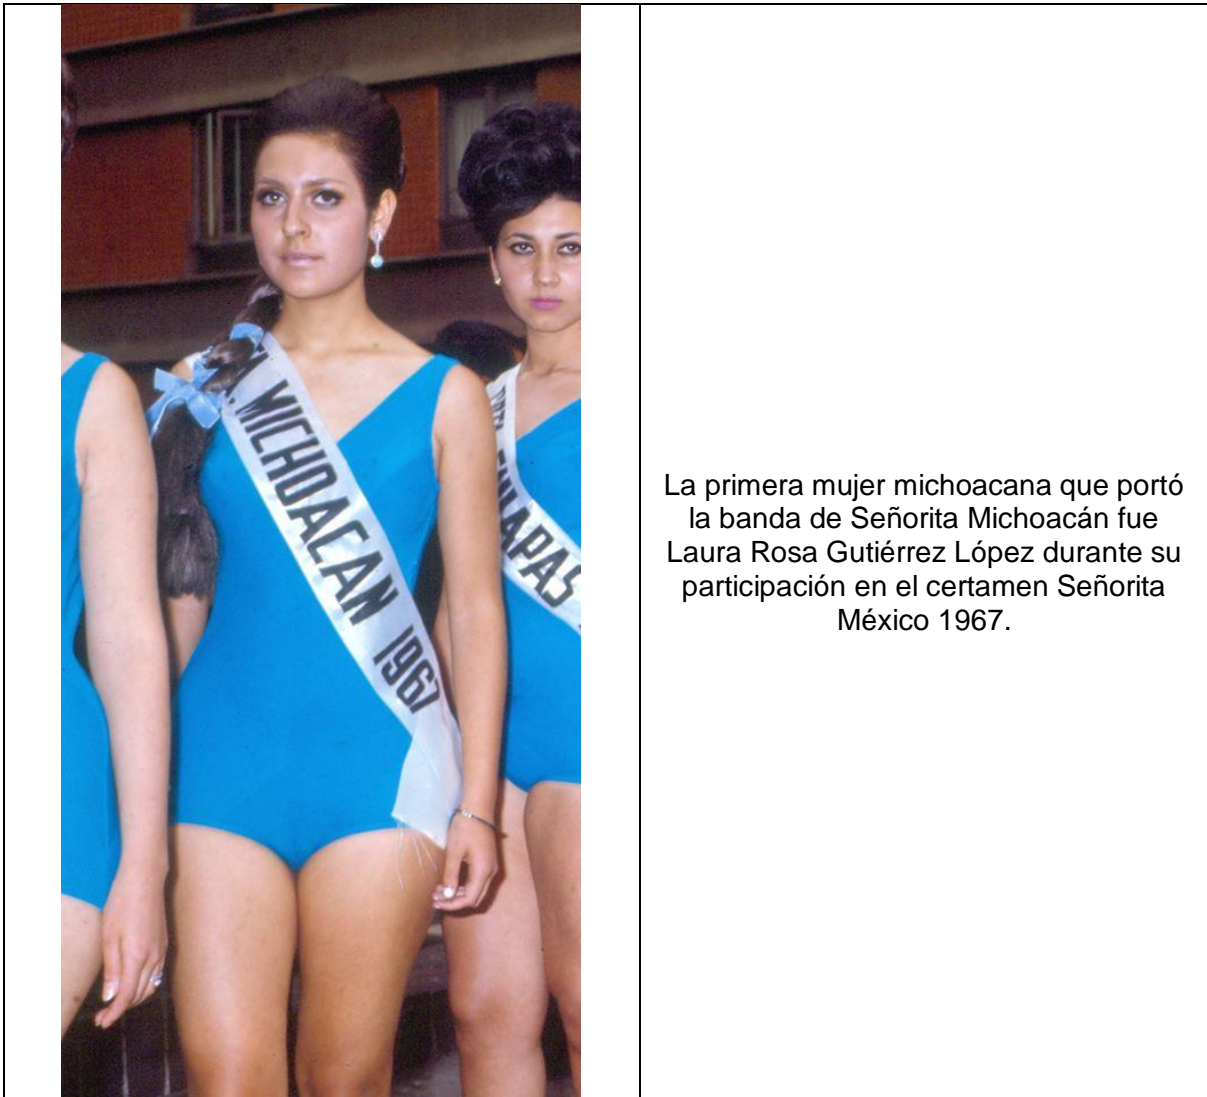 A. MICHOACAN 1967
La primera mujer michoacana que portó
la banda de Señorita Michoacán fue
Laura Rosa Gutiérrez López durante su
participación en el certamen Señorita
México 1967.